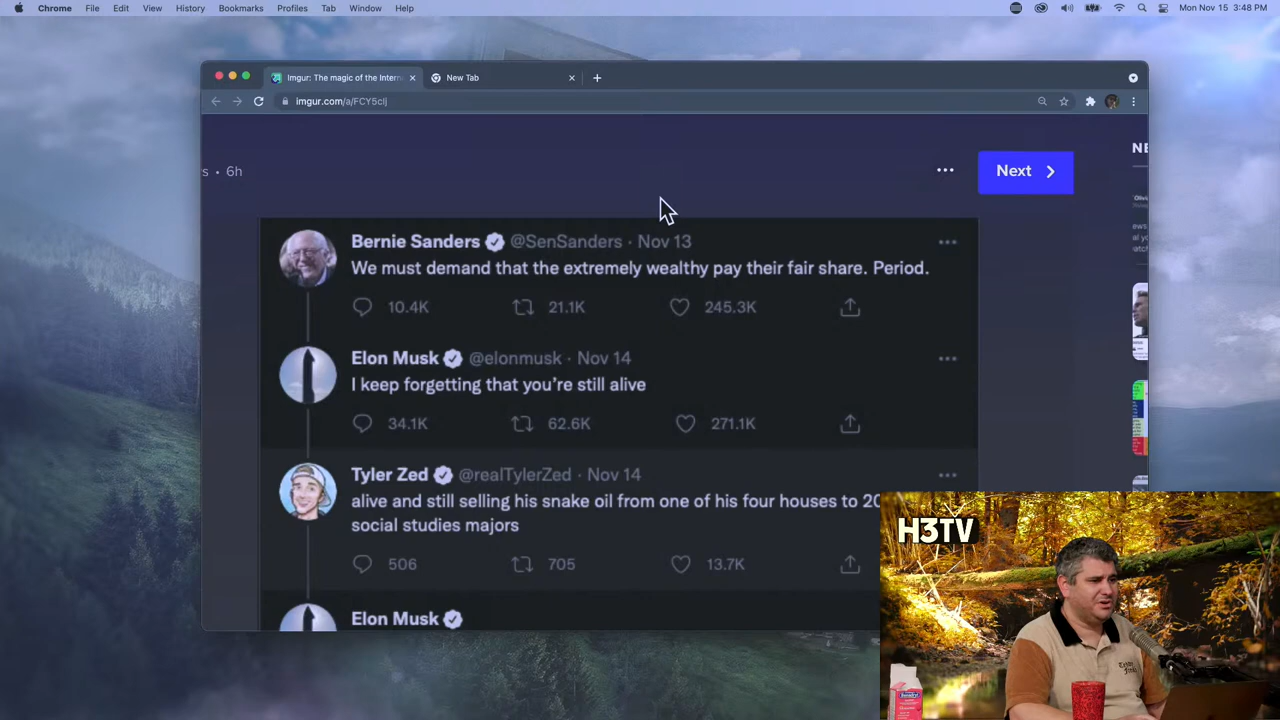 Chrome File Edit View History Bookmarks Profiles Tab Window Help Mon Nov 15 3:48 PM
Imgur: The magic of the Intern New Tab
imgur.com/a/FCY5clj
s • 6h
Next
NE
Bernie Sanders @SenSanders · Nov 13
We must demand that the extremely wealthy pay their fair share. Period.
10.4K 21.1K 245.3K
Elon Musk @elonmusk · Nov 14
I keep forgetting that you're still alive
34.1K 62.6K 271.1K
Tyler Zed @realTylerZed · Nov 14
alive and still selling his snake oil from one of his four houses to 20
social studies majors
506 705 13.7K
Elon Musk
H3TV